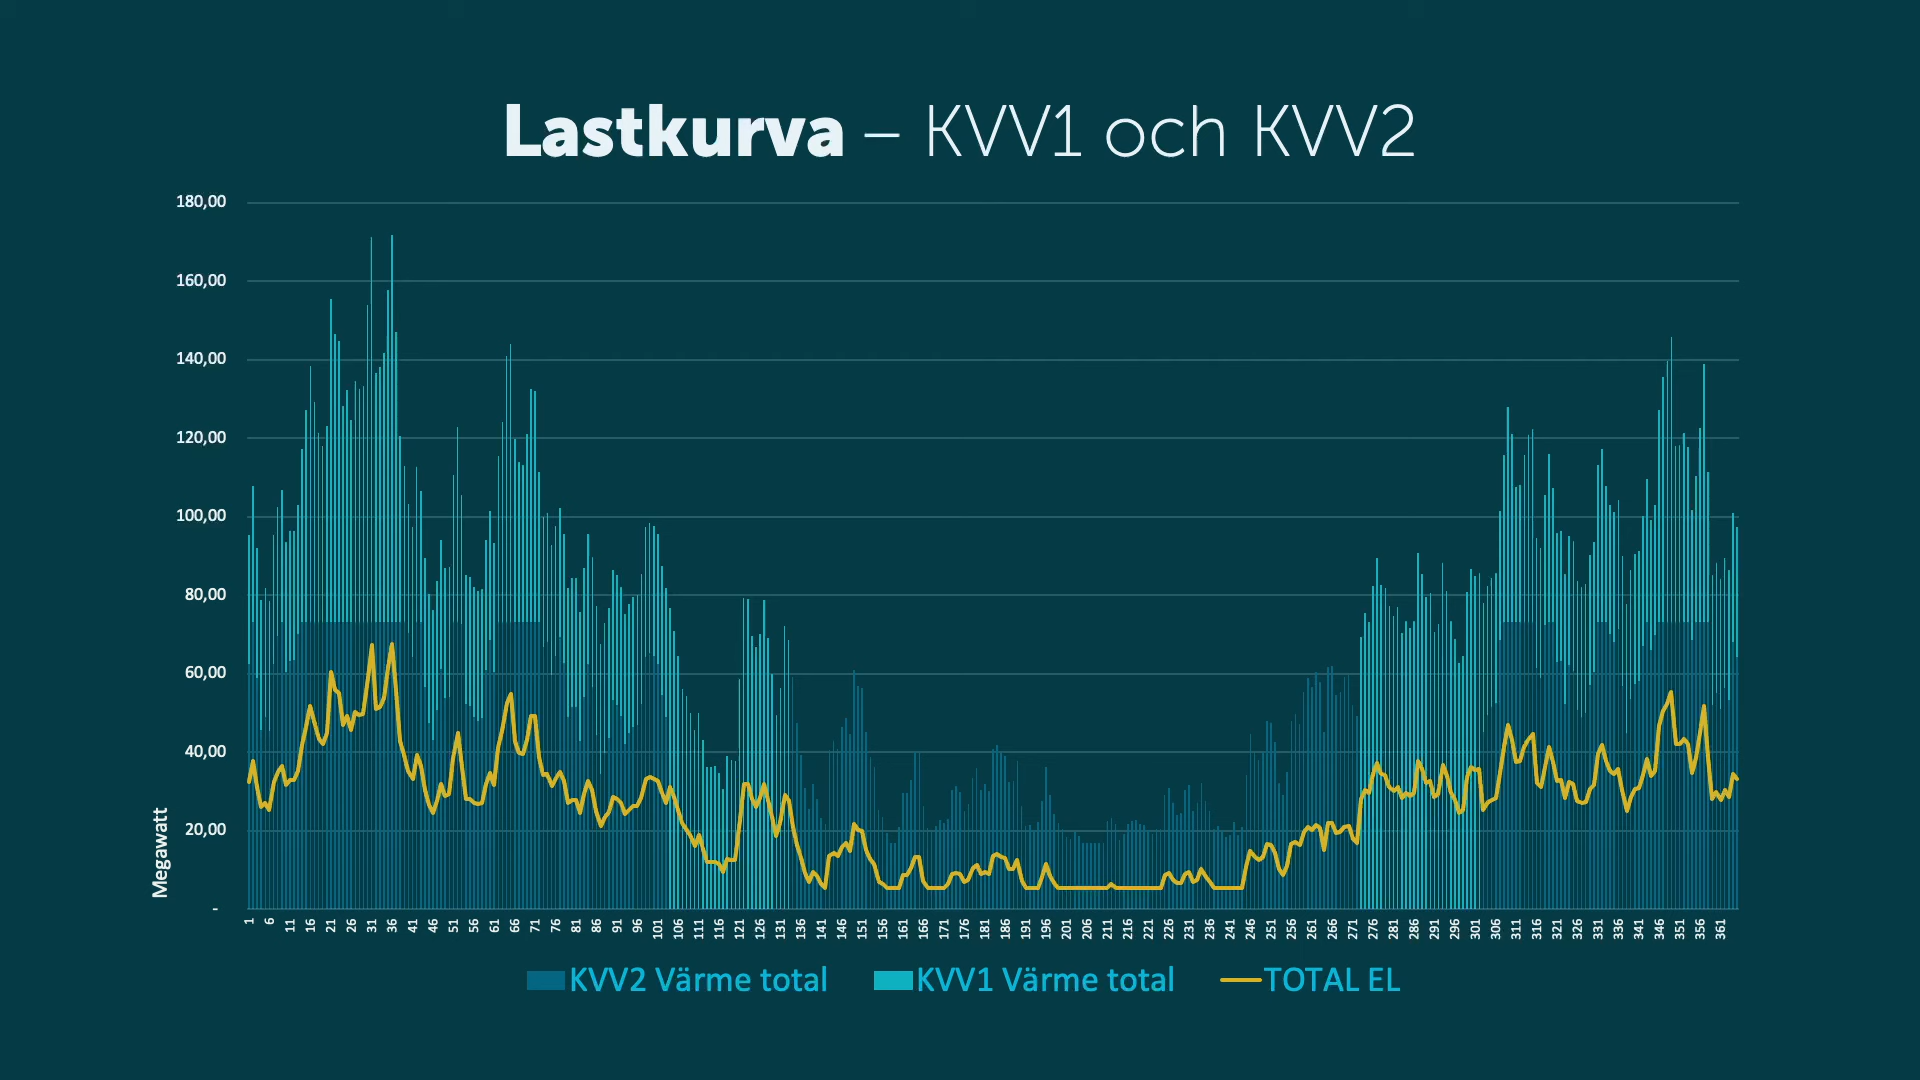 Lastkurva – KVV1 och KVV2
180,00
160,00
140,00
120,00
100,00
80,00
60,00
40,00
20,00
-
Megawatt
1 6 11 16 21 26 31 36 41 46 51 56 61 66 71 76 81 86 91 96 101 106 111 116 121 126 131 136 141 146 151 156 161 166 171 176 181 186 191 196 201 206 211 216 221 226 231 236 241 246 251 256 261 266 271 276 281 286 291 296 301 306 311 316 321 326 331 336 341 346 351 356 361
KVV2 Värme total KVV1 Värme total TOTAL EL